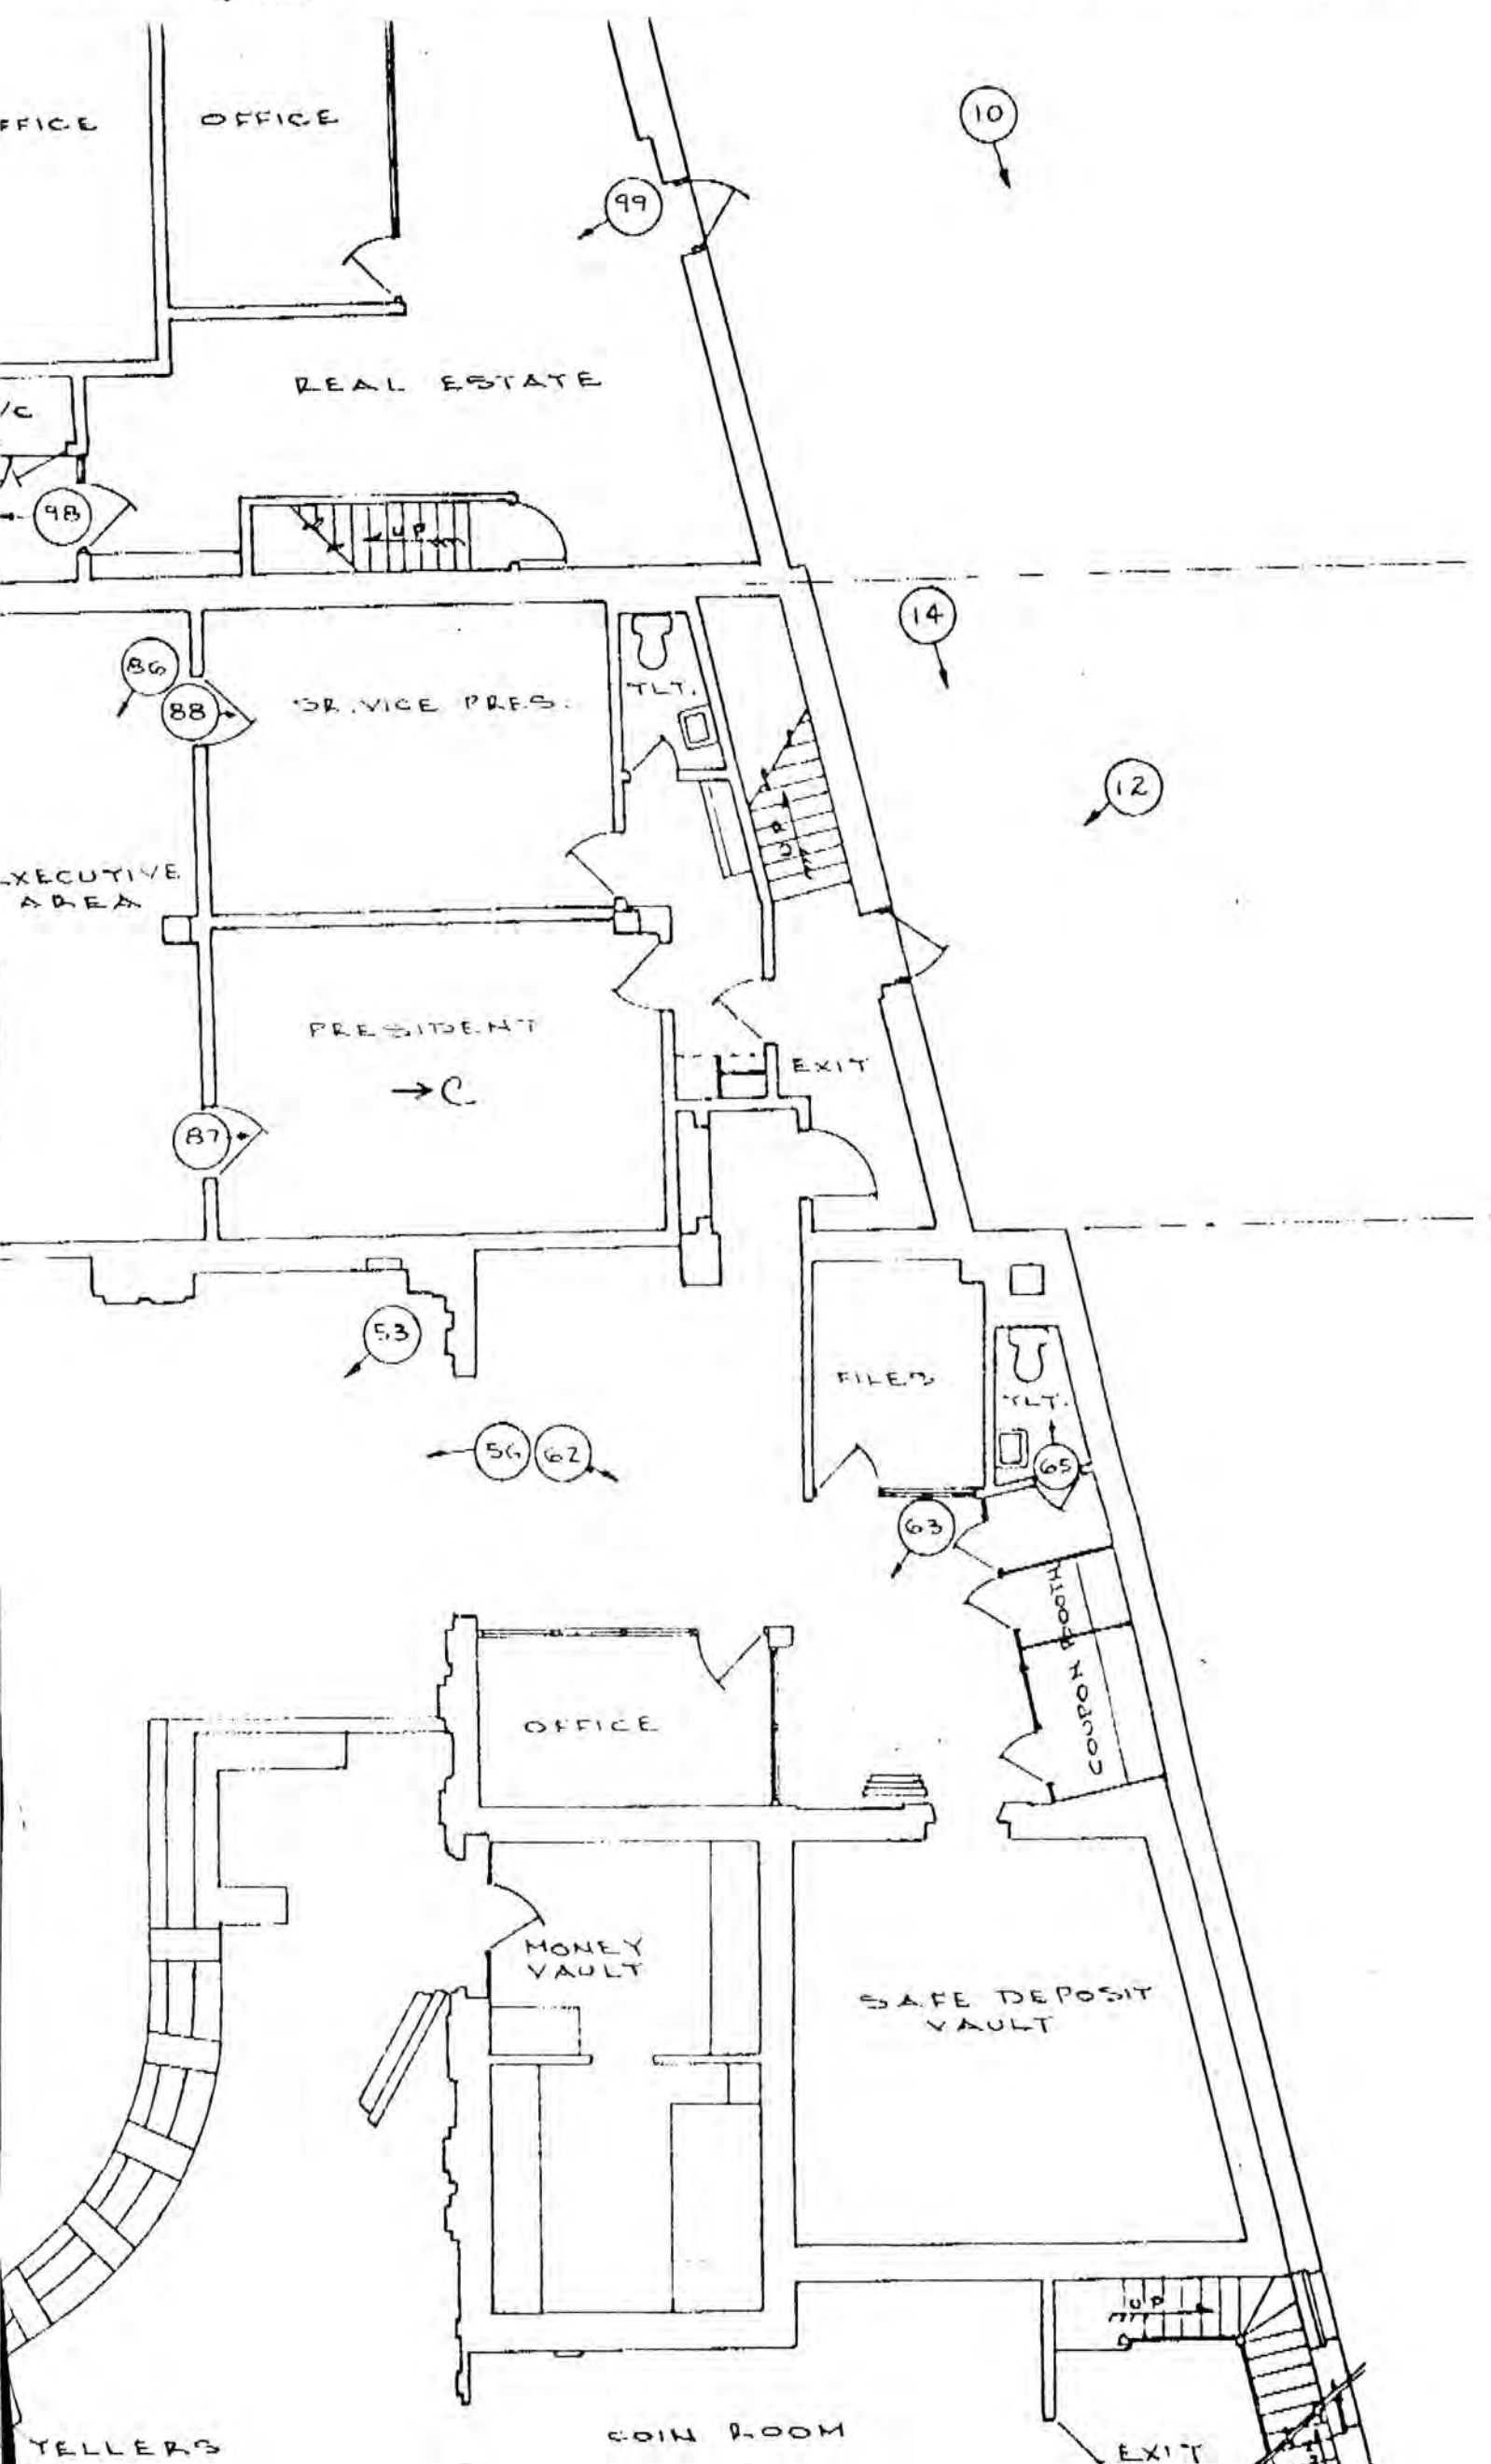 FFICE
OFFICE
10
99
REAL ESTATE
/C
98
UP
14
86
88
SR. VICE PRES.
TLT.
12
UP
EXECUTIVE
AREA
PRESIDENT
→ C
EXIT
87
53
FILES
TLT.
56
62
65
63
COUPON BOOTH
OFFICE
MONEY
VAULT
SAFE DEPOSIT
VAULT
UP
TELLERS
COIN ROOM
EXIT